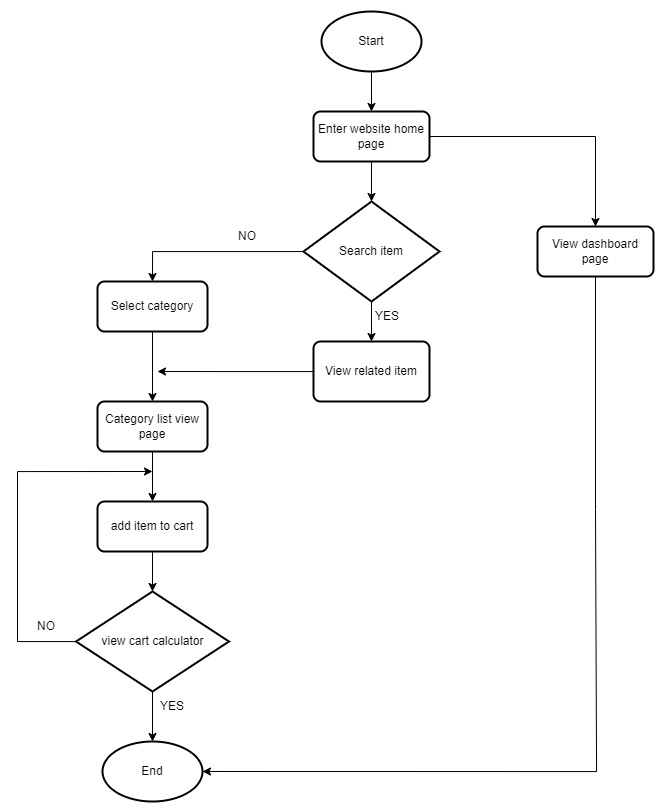 Start
Enter website home
page
NO
Search item
View dashboard
page
Select category
YES
View related item
Category list view
page
add item to cart
NO
view cart calculator
YES
End